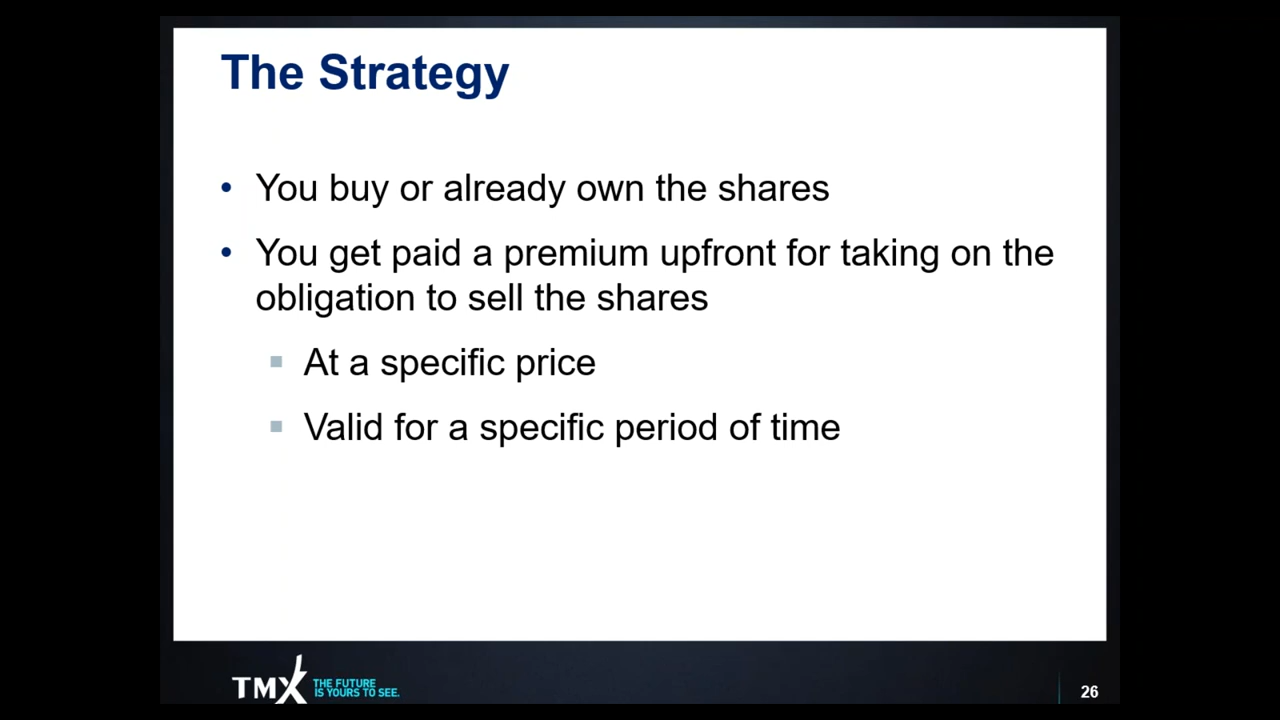 The Strategy
• You buy or already own the shares
• You get paid a premium upfront for taking on the
obligation to sell the shares
▪ At a specific price
▪ Valid for a specific period of time
TMX THE FUTURE
IS YOURS TO SEE.
26